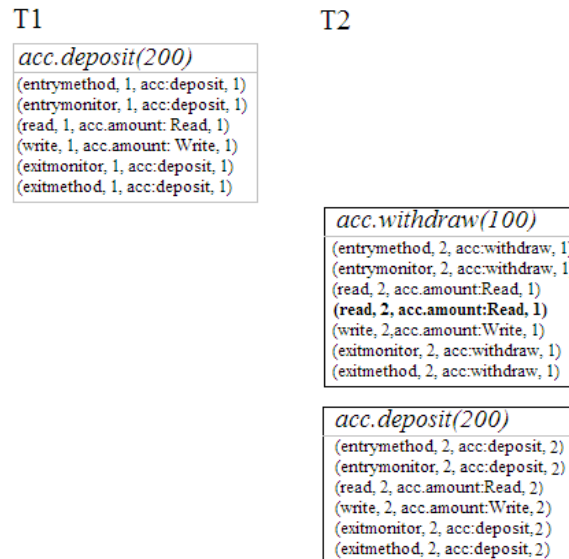 T1
T2
acc.deposit(200)
(entrymethod, 1, acc:deposit, 1)
(entrymonitor, 1, acc:deposit, 1)
(read, 1, acc.amount: Read, 1)
(write, 1, acc.amount: Write, 1)
(exitmonitor, 1, acc:deposit, 1)
(exitmethod, 1, acc:deposit, 1)
acc.withdraw(100)
(entrymethod, 2, acc:withdraw, 1)
(entrymonitor, 2, acc:withdraw, 1
(read, 2, acc.amount:Read, 1)
(read, 2, acc.amount:Read, 1)
(write, 2,acc.amount:Write, 1)
(exitmonitor, 2, acc:withdraw, 1)
(exitmethod, 2, acc:withdraw, 1)
acc.deposit(200)
(entrymethod, 2, acc:deposit, 2)
(entrymonitor, 2, acc:deposit, 2)
(read, 2, acc.amount:Read, 2)
(write, 2, acc.amount:Write, 2)
(exitmonitor, 2, acc:deposit,2)
(exitmethod, 2, acc:deposit, 2)